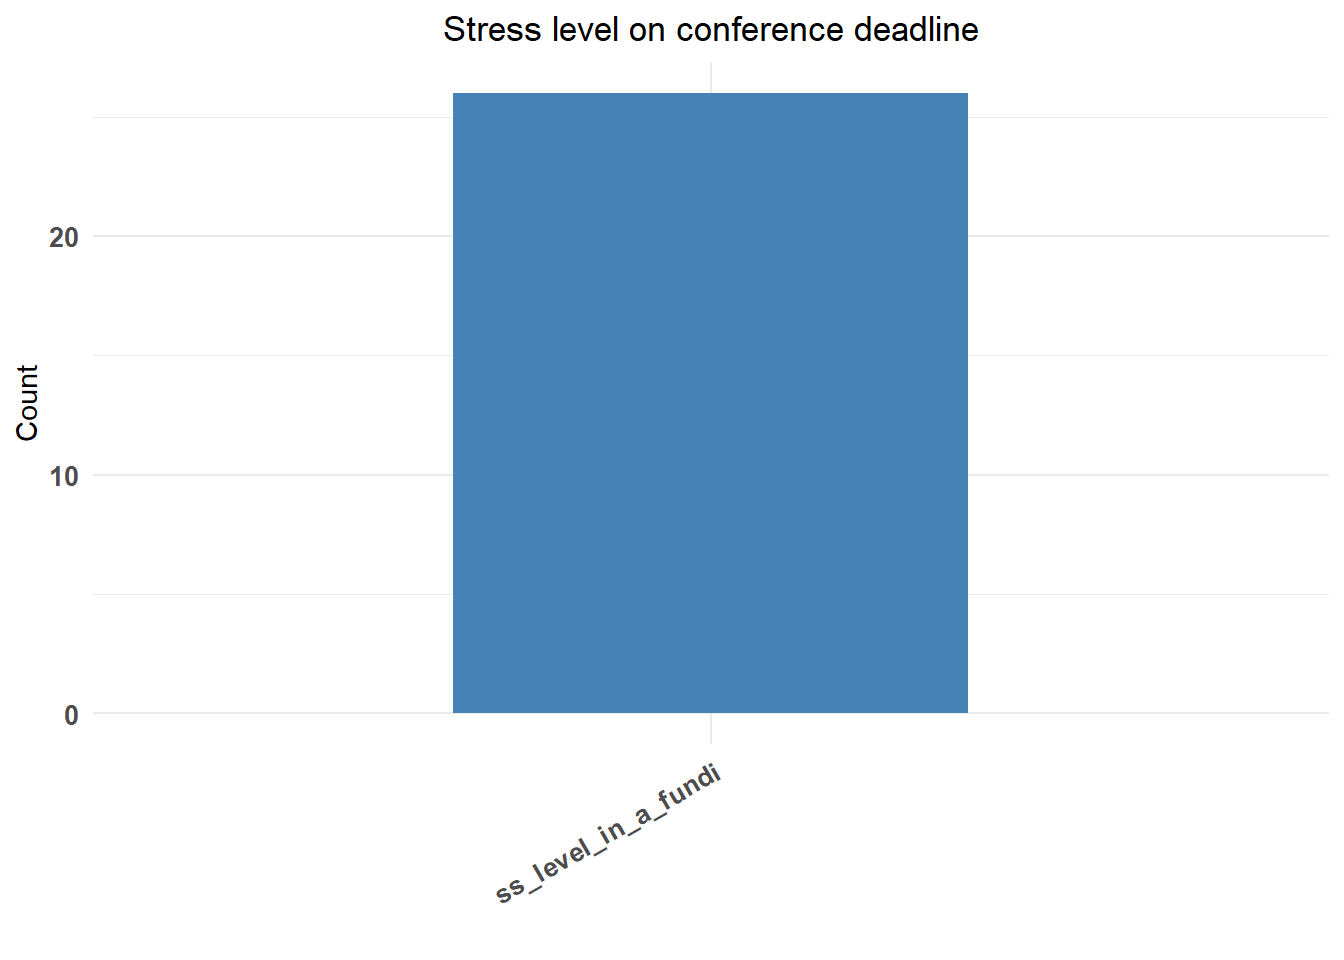 Stress level on conference deadline
Count
20
10
0
ss_level_in_a_fundi